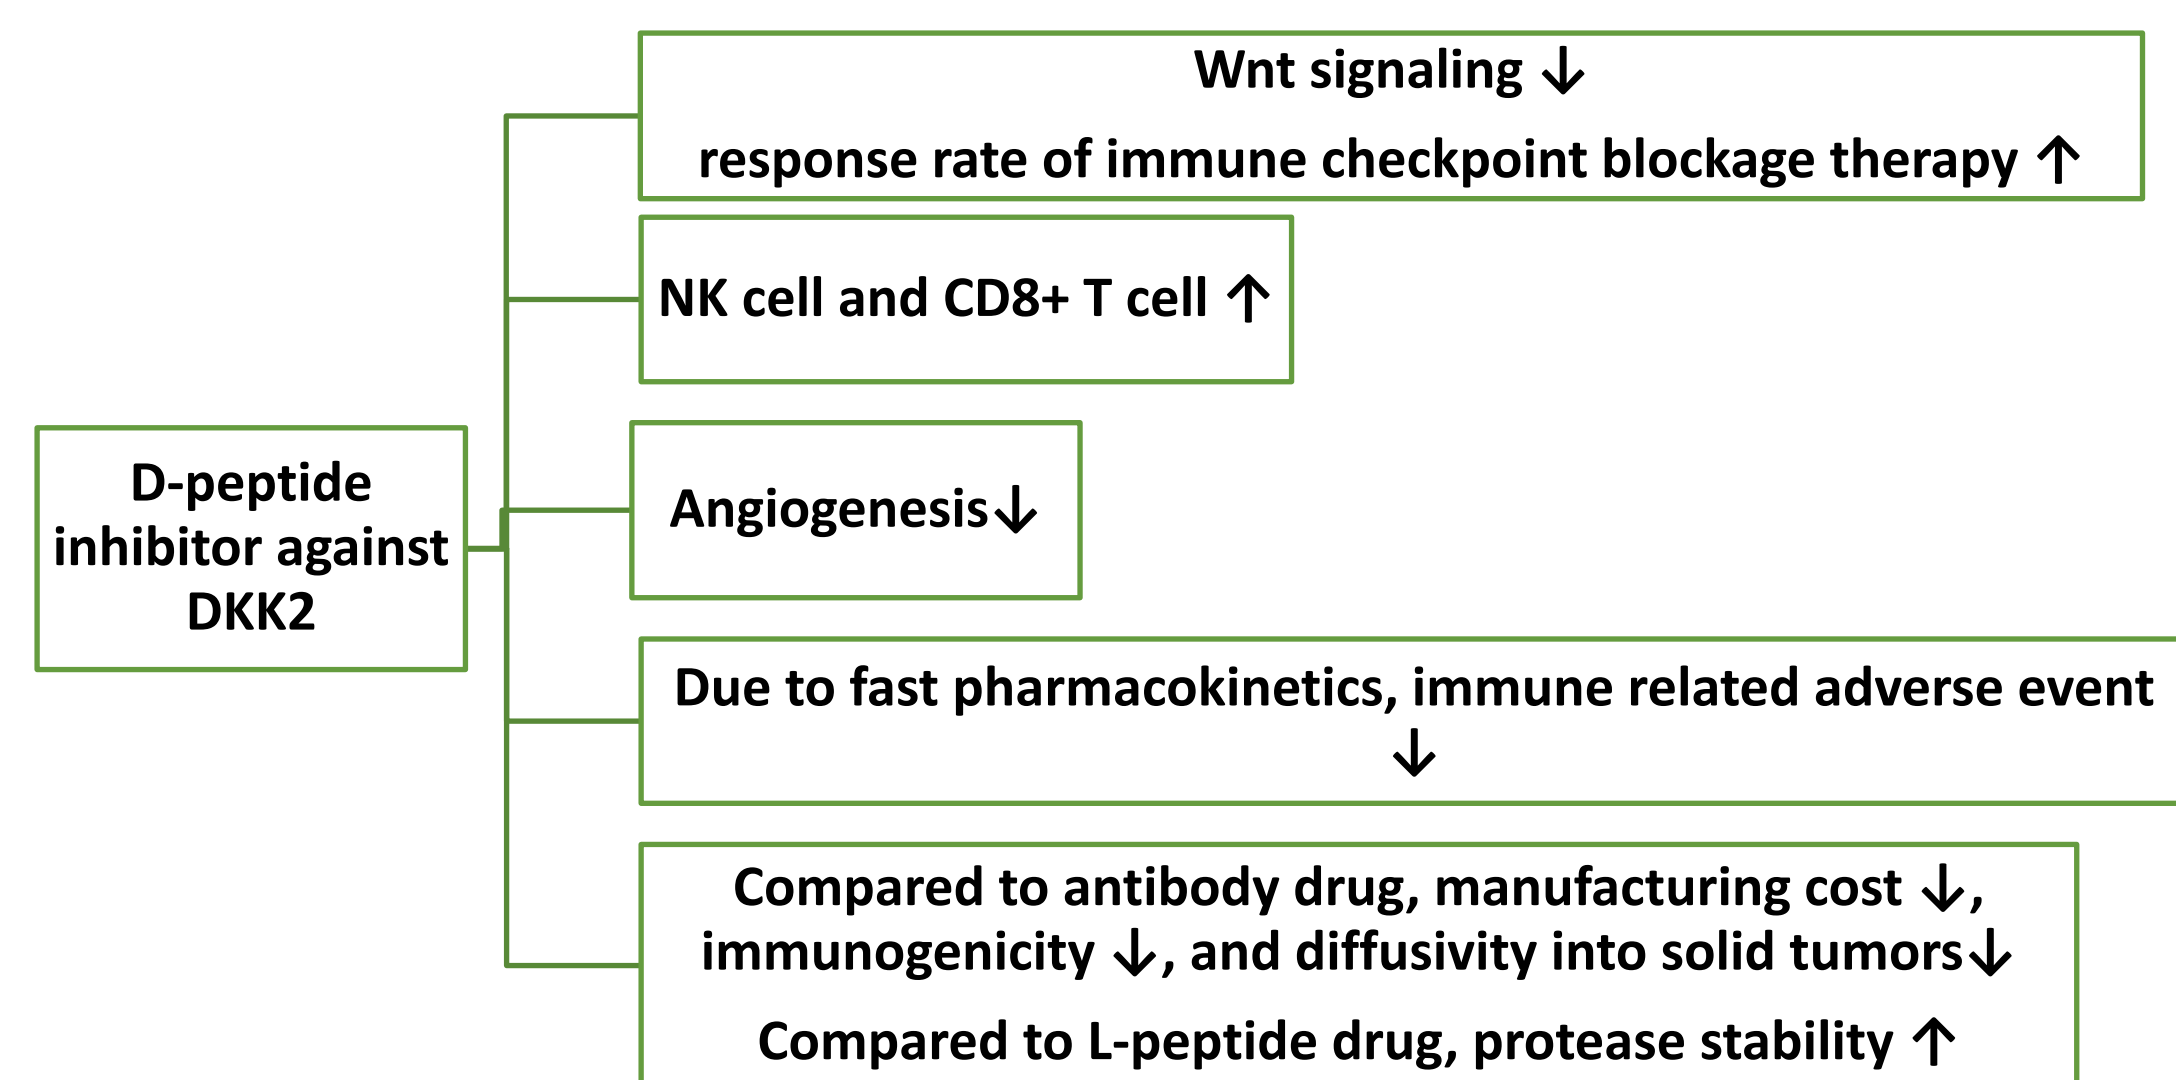 Wnt signaling ↓
response rate of immune checkpoint blockage therapy ↑
NK cell and CD8+ T cell ↑
D-peptide
inhibitor against
DKK2
Angiogenesis↓
Due to fast pharmacokinetics, immune related adverse event
↓
Compared to antibody drug, manufacturing cost ↓,
immunogenicity ↓, and diffusivity into solid tumors↓
Compared to L-peptide drug, protease stability ↑